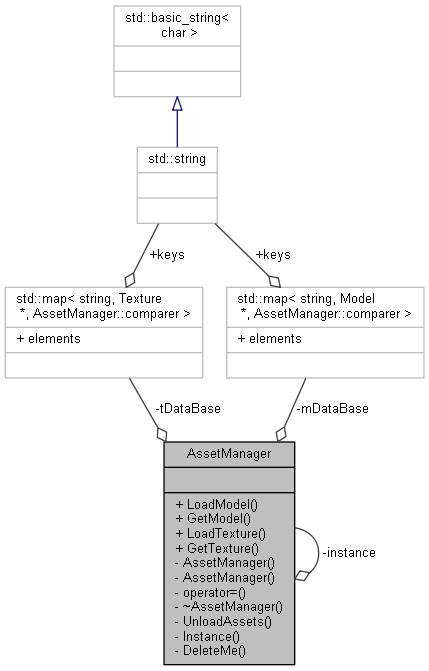 std::basic_string<
char >
std::string
+keys
+keys
std::map< string, Texture
*, AssetManager::comparer >
+ elements
std::map< string, Model
*, AssetManager::comparer >
+ elements
-tDataBase
-mDataBase
AssetManager
+ LoadModel()
+ GetModel()
+ LoadTexture()
+ GetTexture()
- AssetManager()
- AssetManager()
- operator=()
- ~AssetManager()
- UnloadAssets()
- Instance()
- DeleteMe()
-instance